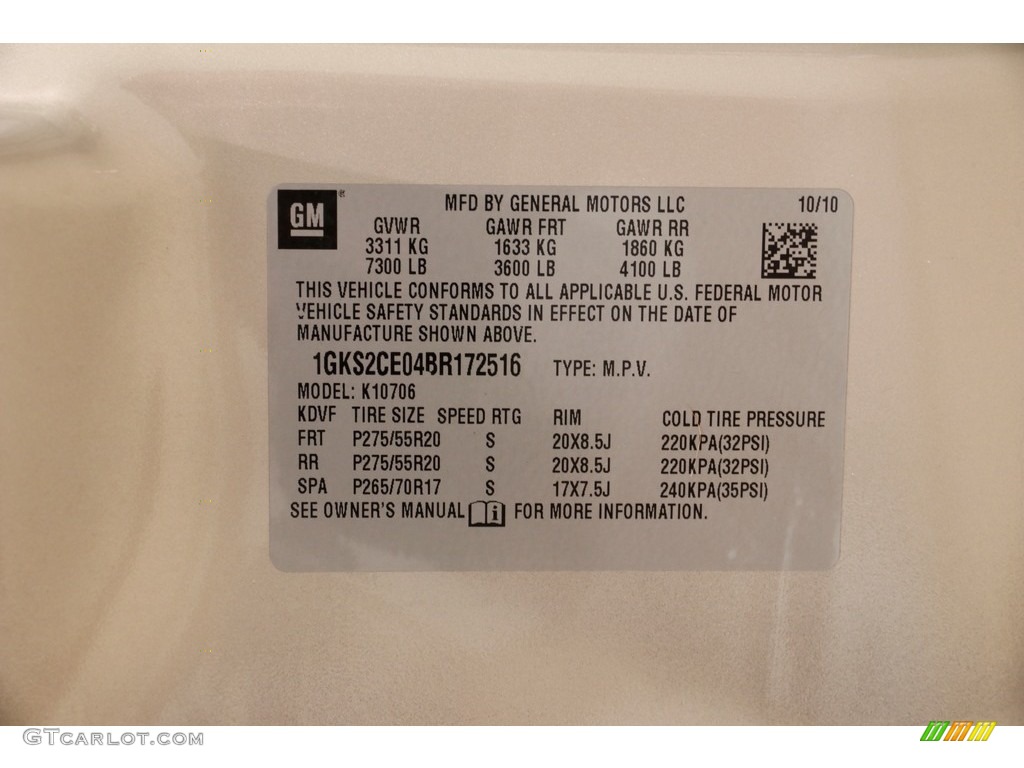 GM®
MFD BY GENERAL MOTORS LLC 10/10
GVWR GAWR FRT GAWR RR
3311 KG 1633 KG 1860 KG
7300 LB 3600 LB 4100 LB
THIS VEHICLE CONFORMS TO ALL APPLICABLE U.S. FEDERAL MOTOR
VEHICLE SAFETY STANDARDS IN EFFECT ON THE DATE OF
MANUFACTURE SHOWN ABOVE.
1GKS2CE04BR172516 TYPE: M.P.V.
MODEL: K10706
KDVF TIRE SIZE SPEED RTG RIM COLD TIRE PRESSURE
FRT P275/55R20 S 20X8.5J 220KPA(32PSI)
RR P275/55R20 S 20X8.5J 220KPA(32PSI)
SPA P265/70R17 S 17X7.5J 240KPA(35PSI)
SEE OWNER'S MANUAL i FOR MORE INFORMATION.
GTcarlot.com